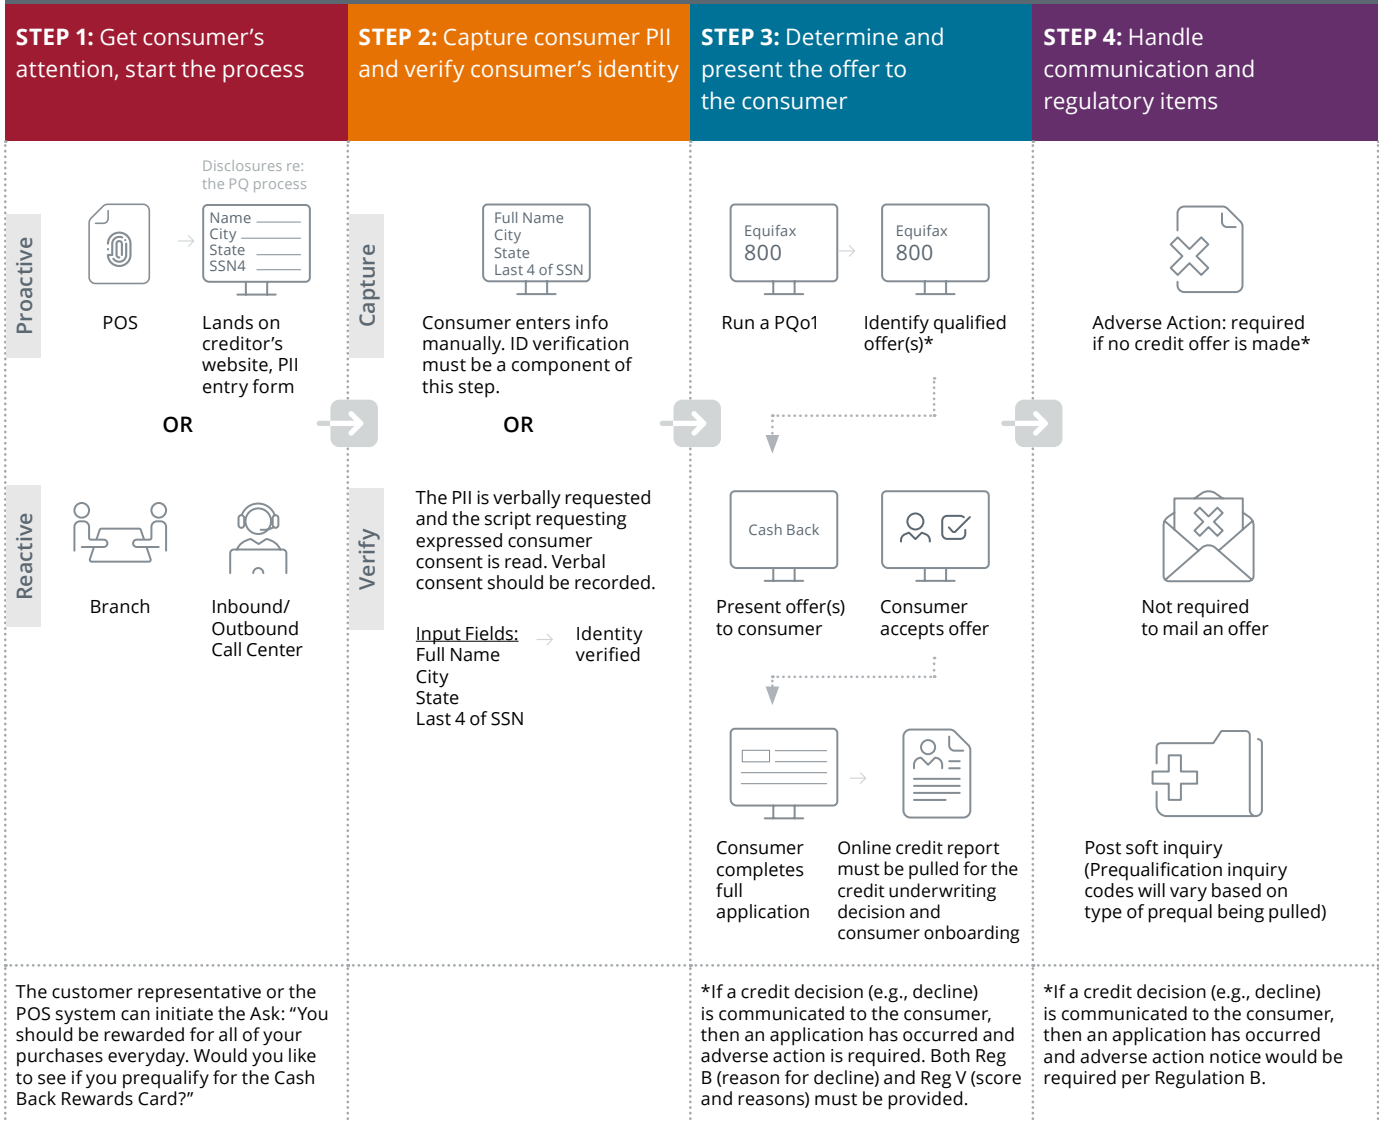 STEP 1: Get consumer’s
attention, start the process
STEP 2: Capture consumer PII
and verify consumer’s identity
STEP 3: Determine and
present the offer to
the consumer
STEP 4: Handle
communication and
regulatory items
Proactive
Disclosures re:
the PQ process
Name
City
State
SSN4
POS
Lands on
creditor’s
website, PII
entry form
OR
Reactive
Branch
Inbound/
Outbound
Call Center
Capture
Full Name
City
State
Last 4 of SSN
Consumer enters info
manually. ID verification
must be a component of
this step.
OR
Verify
The PII is verbally requested
and the script requesting
expressed consumer
consent is read. Verbal
consent should be recorded.
Input Fields:
Full Name
City
State
Last 4 of SSN
Identity
verified
Equifax
800
Run a PQo1
Equifax
800
Identify qualified
offer(s)*
Cash Back
Present offer(s)
to consumer
Consumer
accepts offer
Consumer
completes
full
application
Online credit report
must be pulled for the
credit underwriting
decision and
consumer onboarding
Adverse Action: required
if no credit offer is made*
Not required
to mail an offer
Post soft inquiry
(Prequalification inquiry
codes will vary based on
type of prequal being pulled)
The customer representative or the
POS system can initiate the Ask: “You
should be rewarded for all of your
purchases everyday. Would you like
to see if you prequalify for the Cash
Back Rewards Card?”
*If a credit decision (e.g., decline)
is communicated to the consumer,
then an application has occurred and
adverse action is required. Both Reg
B (reason for decline) and Reg V (score
and reasons) must be provided.
*If a credit decision (e.g., decline)
is communicated to the consumer,
then an application has occurred
and adverse action notice would be
required per Regulation B.